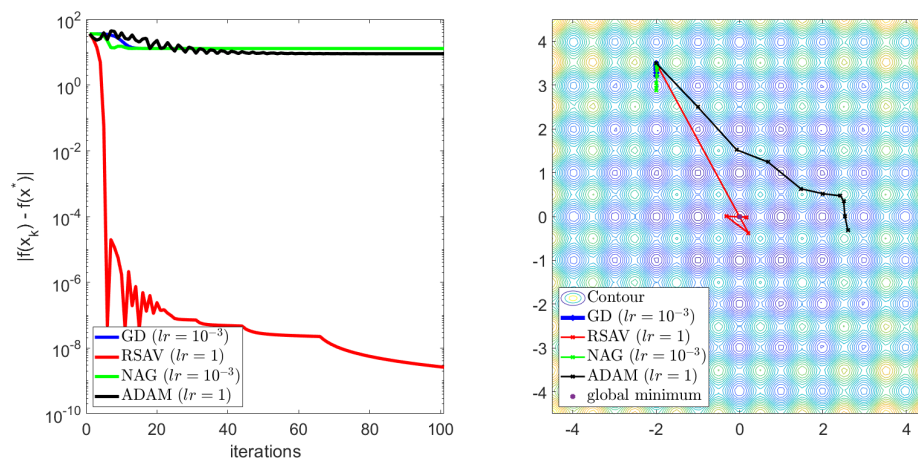 10^2
10^0
10^-2
10^-4
10^-6
10^-8
10^-10
|f(x_k) - f(x^*)|
0 20 40 60 80 100
iterations
GD (lr = 10^-3)
RSAV (lr = 1)
NAG (lr = 10^-3)
ADAM (lr = 1)
4
3
2
1
0
-1
-2
-3
-4
-4 -2 0 2 4
Contour
GD (lr = 10^-3)
RSAV (lr = 1)
NAG (lr = 10^-3)
ADAM (lr = 1)
global minimum